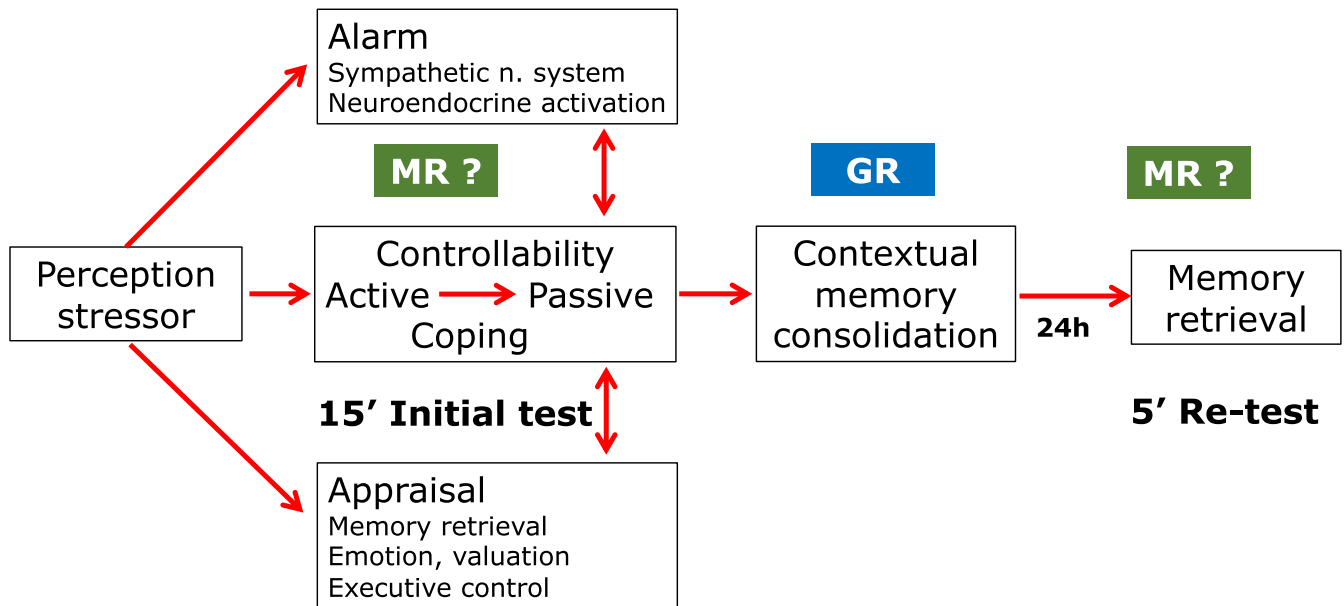 Alarm
Sympathetic n. system
Neuroendocrine activation
MR ?
GR
MR ?
Perception
stressor
Controllability
Active Passive
Coping
Contextual
memory
consolidation
24h
Memory
retrieval
15’ Initial test
5’ Re-test
Appraisal
Memory retrieval
Emotion, valuation
Executive control